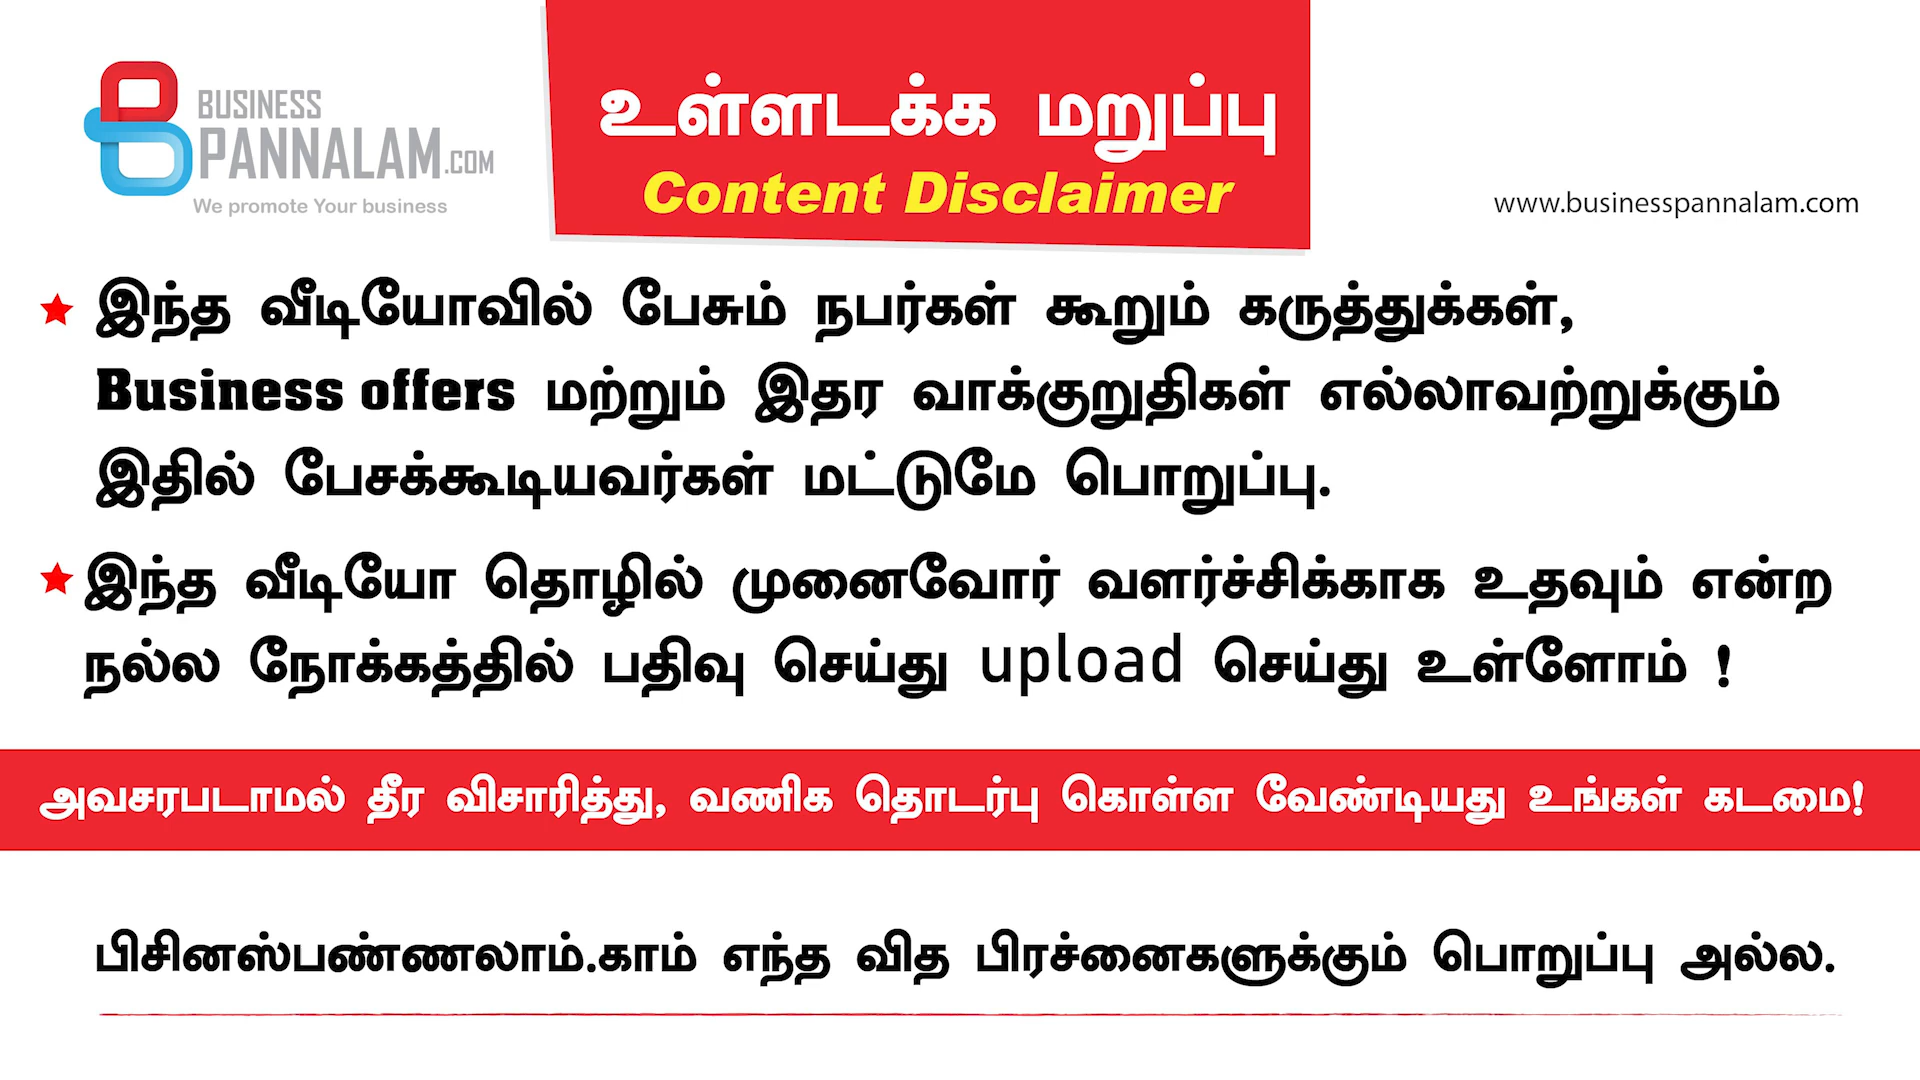 BUSINESS
PANNALAM.COM
We promote Your business
உள்ளடக்க மறுப்பு
Content Disclaimer
www.businesspannalam.com
இந்த வீடியோவில் பேசும் நபர்கள் கூறும் கருத்துக்கள்,
Business offers மற்றும் இதர வாக்குறுதிகள் எல்லாவற்றுக்கும்
இதில் பேசக்கூடியவர்கள் மட்டுமே பொறுப்பு.
இந்த வீடியோ தொழில் முனைவோர் வளர்ச்சிக்காக உதவும் என்ற
நல்ல நோக்கத்தில் பதிவு செய்து upload செய்து உள்ளோம் !
அவசரபடாமல் தீர விசாரித்து, வணிக தொடர்பு கொள்ள வேண்டியது உங்கள் கடமை!
பிசினஸ்பண்ணலாம்.காம் எந்த வித பிரச்னைகளுக்கும் பொறுப்பு அல்ல.